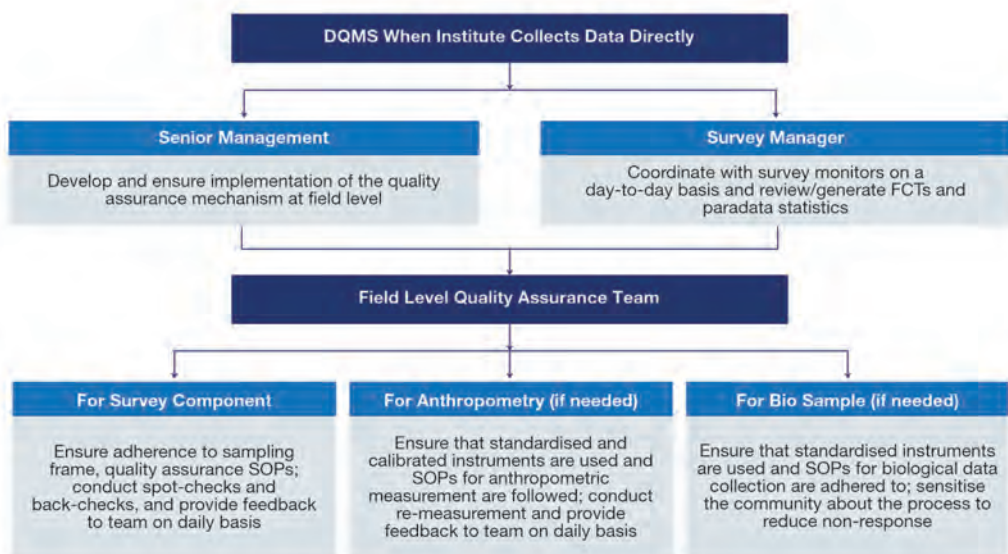 DQMS When Institute Collects Data Directly
Senior Management
Develop and ensure implementation of the quality
assurance mechanism at field level
Survey Manager
Coordinate with survey monitors on a
day-to-day basis and review/generate FCTs and
paradata statistics
Field Level Quality Assurance Team
For Survey Component
Ensure adherence to sampling
frame, quality assurance SOPs;
conduct spot-checks and
back-checks, and provide feedback
to team on daily basis
For Anthropometry (if needed)
Ensure that standardised and
calibrated instruments are used and
SOPs for anthropometric
measurement are followed; conduct
re-measurement and provide
feedback to team on daily basis
For Bio Sample (if needed)
Ensure that standardised instruments
are used and SOPs for biological data
collection are adhered to; sensitise
the community about the process to
reduce non-response